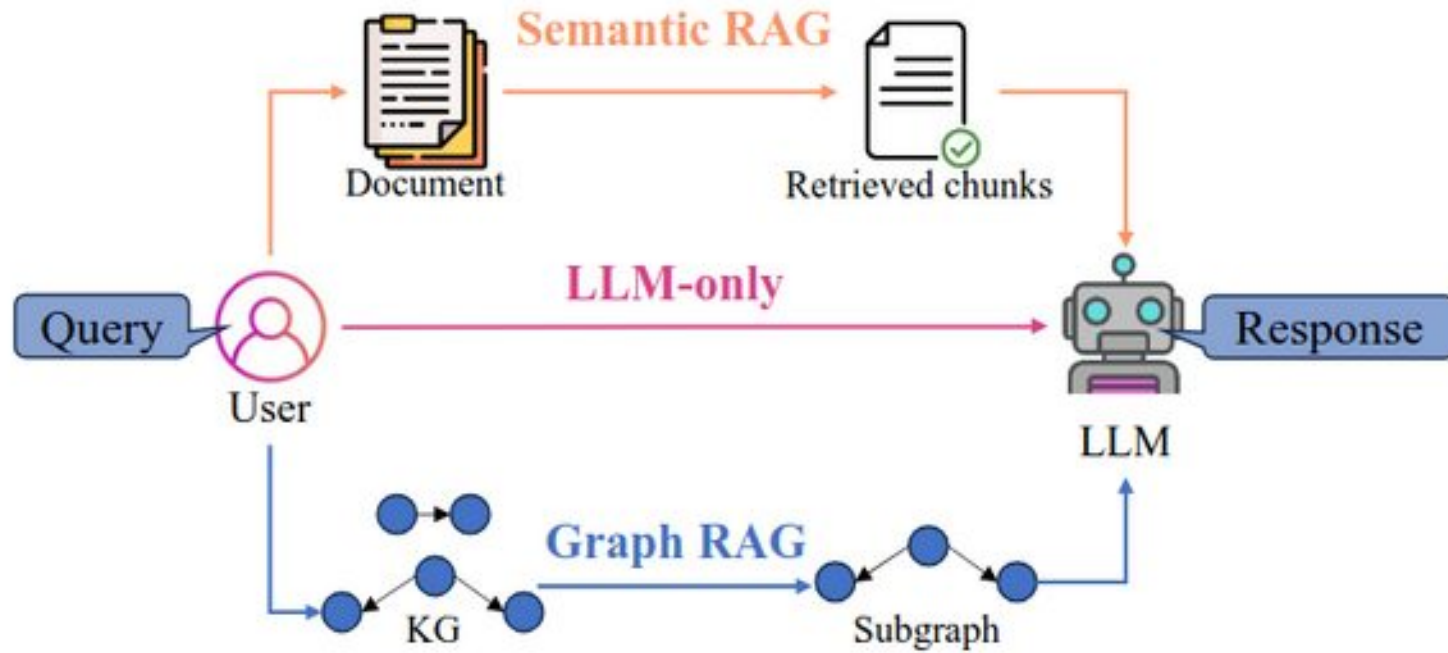 Semantic RAG
Document
Retrieved chunks
LLM-only
Query
Response
User
LLM
Graph RAG
KG
Subgraph